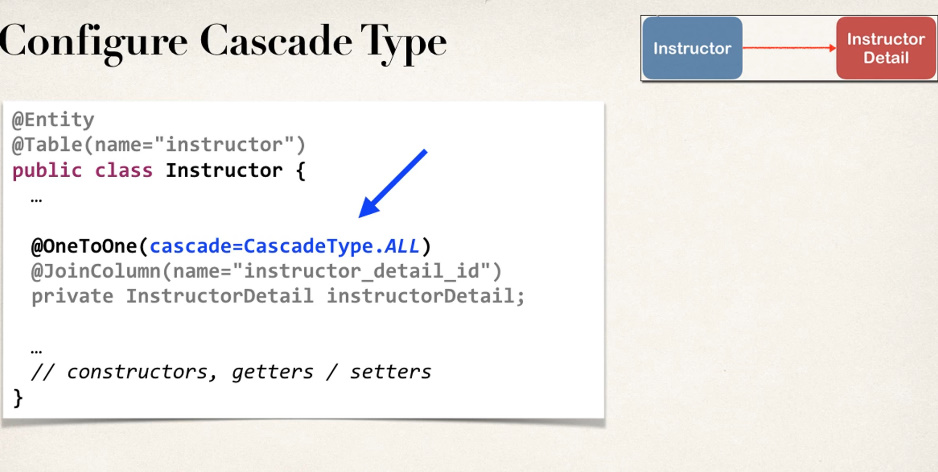 Configure Cascade Type
Instructor
Instructor
Detail
@Entity
@Table(name="instructor")
public class Instructor {
…
@OneToOne(cascade=CascadeType.ALL)
@JoinColumn(name="instructor_detail_id")
private InstructorDetail instructorDetail;
…
// constructors, getters / setters
}